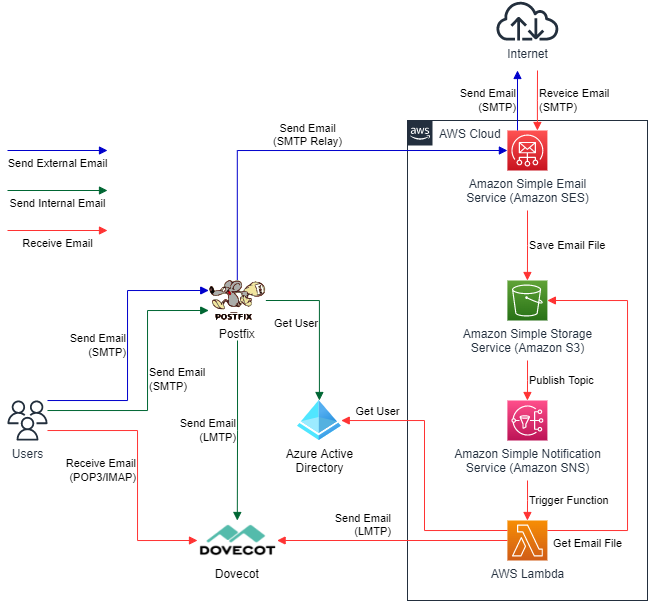 Internet
Send Email
(SMTP)
Reveice Email
(SMTP)
Send Email
(SMTP Relay)
aws
AWS Cloud
Send External Email
Amazon Simple Email
Service (Amazon SES)
Send Internal Email
Receive Email
Save Email File
POSTFIX
Postfix
Get User
Amazon Simple Storage
Service (Amazon S3)
Send Email
(SMTP)
Send Email
(SMTP)
Publish Topic
Get User
Send Email
(LMTP)
Users
Azure Active
Directory
Amazon Simple Notification
Service (Amazon SNS)
Receive Email
(POP3/IMAP)
Trigger Function
Send Email
(LMTP)
DOVECOT
Get Email File
Dovecot
AWS Lambda